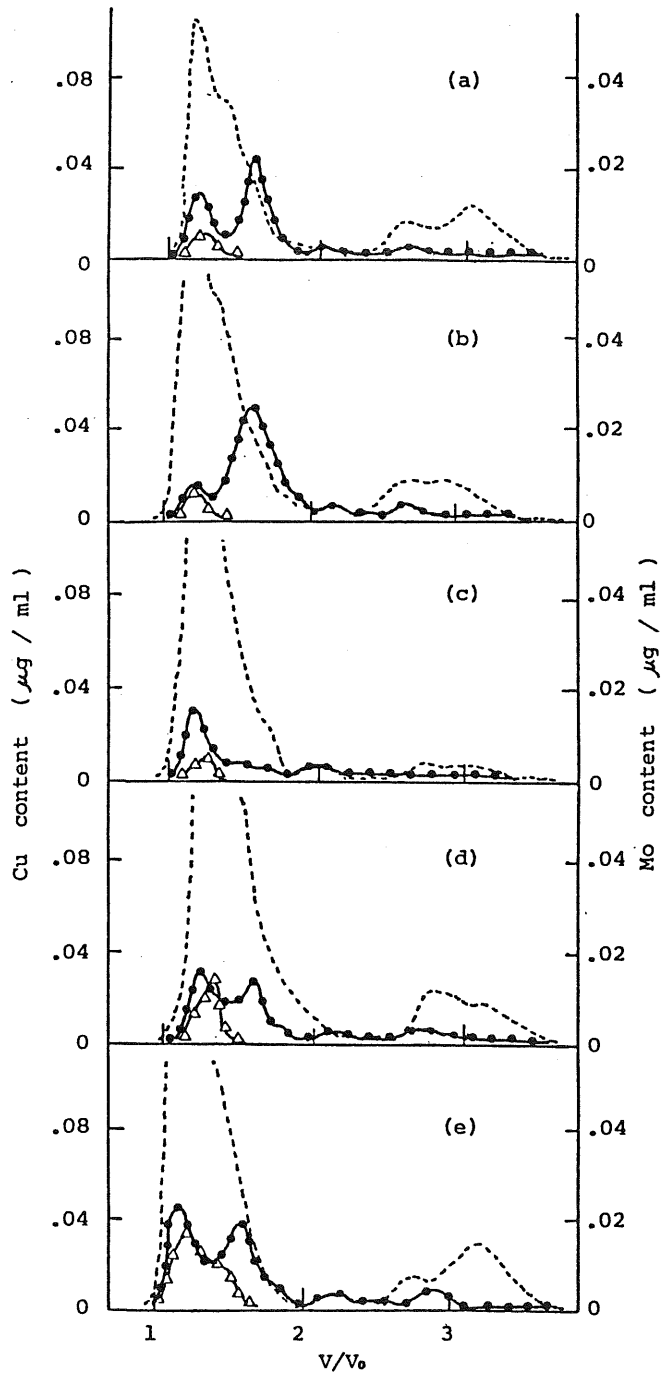 .08 (a) .04
.04 .02
0 0
.08 (b) .04
.04 .02
0 0
.08 (c) .04
.04 .02
0 0
.08 (d) .04
.04 .02
0 0
.08 (e) .04
.04 .02
0 0
1 2 3
V/V₀
Cu content ( µg / ml )
Mo content ( µg / ml )